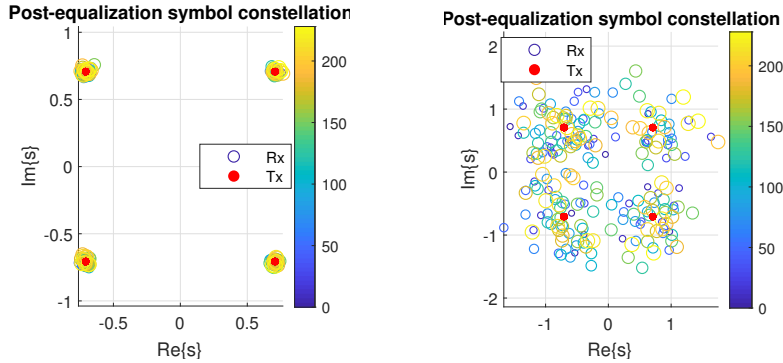 Post-equalization symbol constellation
1
0.5
0
-0.5
-1
-0.5
0
0.5
Re{s}
Im{s}
Rx
Tx
200
150
100
50
0
Post-equalization symbol constellation
2
1
0
-1
-2
-1
0
1
Re{s}
Im{s}
Rx
Tx
200
150
100
50
0